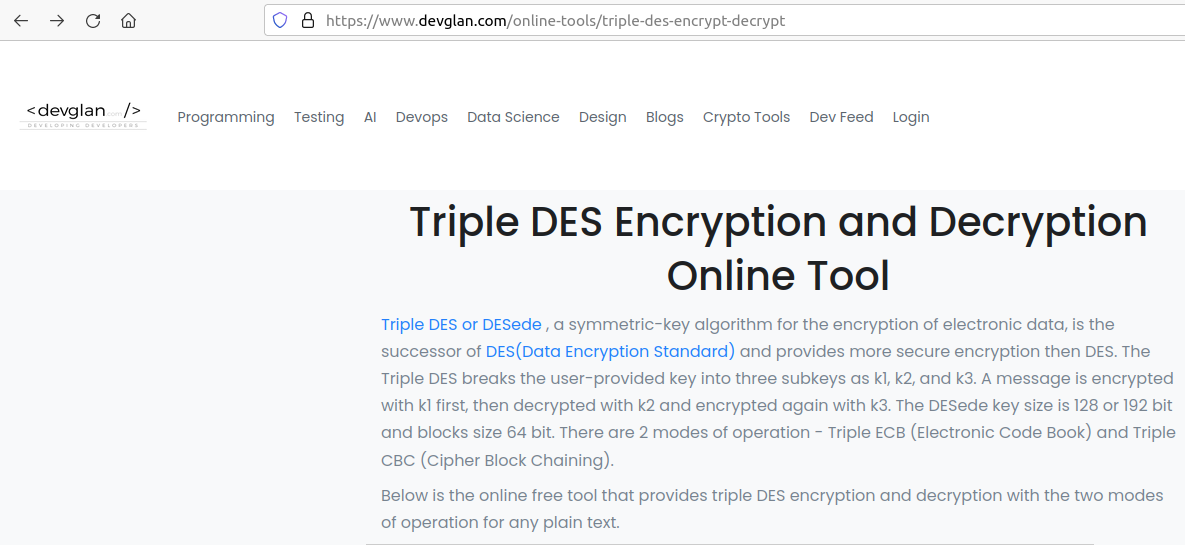 https://www.devglan.com/online-tools/triple-des-encrypt-decrypt
<devglan />
DEVELOPING DEVELOPERS
Programming Testing AI Devops Data Science Design Blogs Crypto Tools Dev Feed Login
Triple DES Encryption and Decryption
Online Tool
Triple DES or DESede , a symmetric-key algorithm for the encryption of electronic data, is the
successor of DES(Data Encryption Standard) and provides more secure encryption then DES. The
Triple DES breaks the user-provided key into three subkeys as k1, k2, and k3. A message is encrypted
with k1 first, then decrypted with k2 and encrypted again with k3. The DESede key size is 128 or 192 bit
and blocks size 64 bit. There are 2 modes of operation - Triple ECB (Electronic Code Book) and Triple
CBC (Cipher Block Chaining).
Below is the online free tool that provides triple DES encryption and decryption with the two modes
of operation for any plain text.